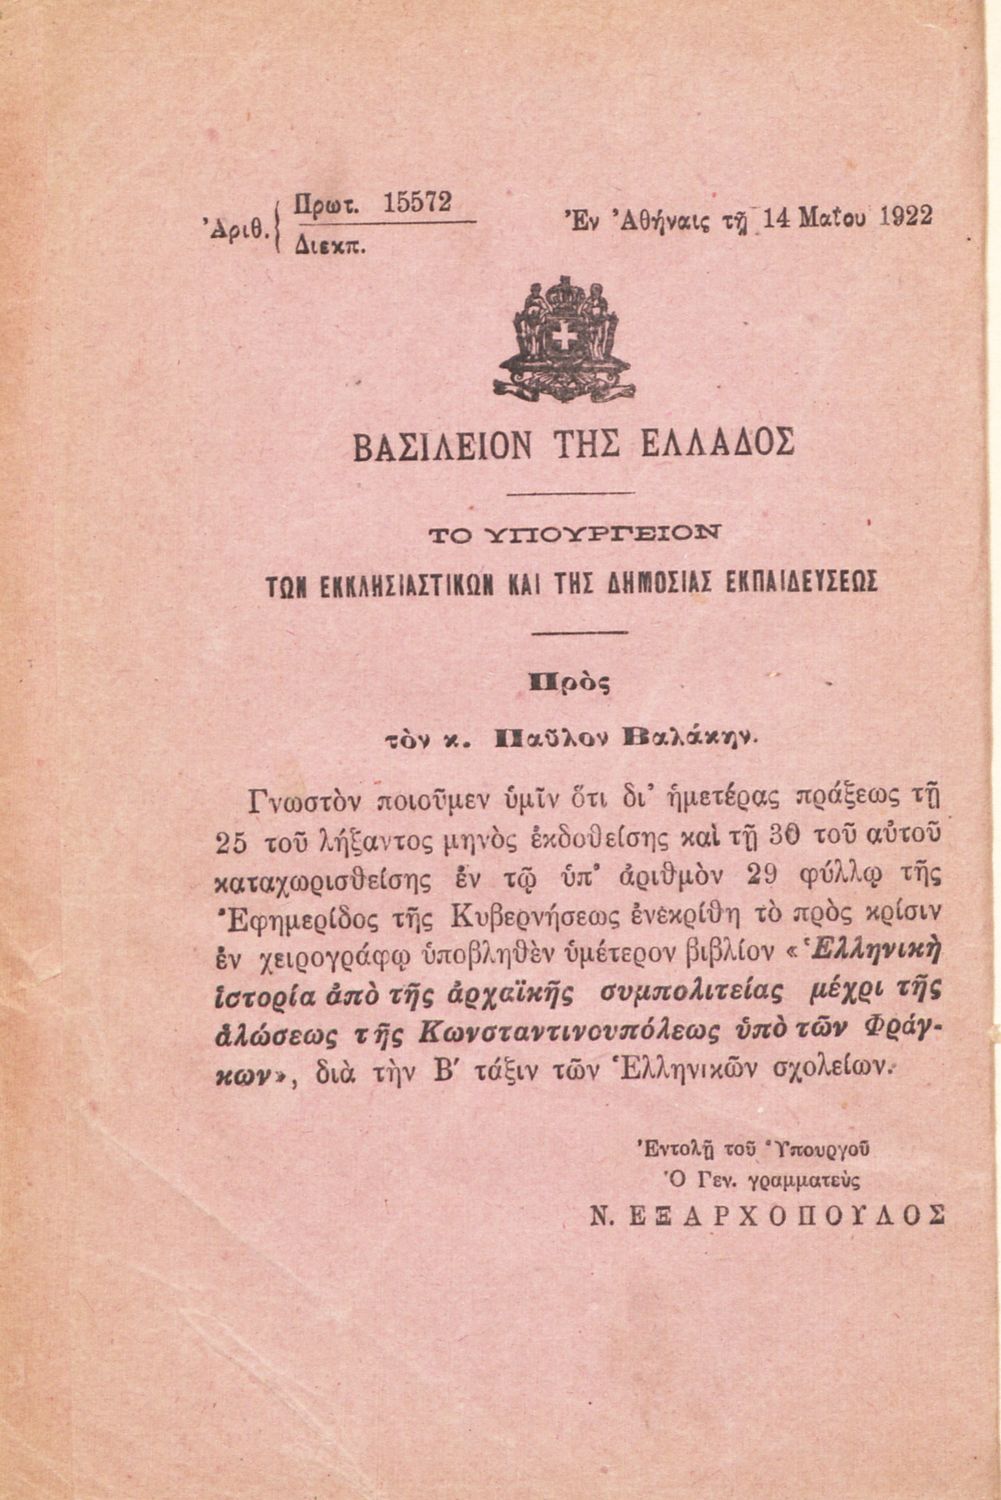 Ἀριθ. { Πρωτ. 15572
Διεκπ.
Ἐν Ἀθήναις τῇ 14 Μαΐου 1922
ΒΑΣΙΛΕΙΟΝ ΤΗΣ ΕΛΛΑΔΟΣ
ΤΟ ΥΠΟΥΡΓΕΙΟΝ
ΤΩΝ ΕΚΚΛΗΣΙΑΣΤΙΚΩΝ ΚΑΙ ΤΗΣ ΔΗΜΟΣΙΑΣ ΕΚΠΑΙΔΕΥΣΕΩΣ
Πρὸς
τὸν κ. Παῦλον Βαλάκην.
Γνωστὸν ποιοῦμεν ὑμῖν ὅτι δι' ἡμετέρας πράξεως τῇ
25 τοῦ λήξαντος μηνὸς ἐκδοθείσης καὶ τῇ 30 τοῦ αὐτοῦ
καταχωρισθείσης ἐν τῷ ὑπ' ἀριθμὸν 29 φύλλῳ τῆς
Ἐφημερίδος τῆς Κυβερνήσεως ἐνεκρίθη τὸ πρὸς κρίσιν
ἐν χειρογράφῳ ὑποβληθὲν ὑμέτερον βιβλίον «Ἑλληνικὴ
ἱστορία ἀπὸ τῆς ἀρχαϊκῆς συμπολιτείας μέχρι τῆς
ἁλώσεως τῆς Κωνσταντινουπόλεως ὑπὸ τῶν Φράγ-
κων», διὰ τὴν Β' τάξιν τῶν Ἑλληνικῶν σχολείων.
Ἐντολῇ τοῦ Ὑπουργοῦ
Ὁ Γεν. γραμματεὺς
Ν. ΕΞΑΡΧΟΠΟΥΛΟΣ